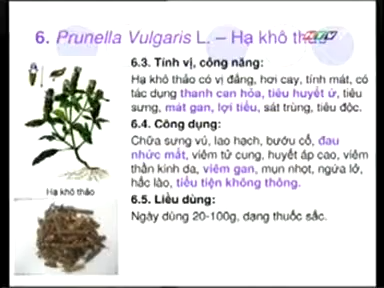 6. Prunella Vulgaris L. – Hạ khô thảo
6.3. Tính vị, công năng:
Hạ khô thảo có vị đắng, hơi cay, tính mát, có
tác dụng thanh can hỏa, tiêu huyết ứ, tiêu
sưng, mát gan, lợi tiểu, sát trùng, tiêu độc.
6.4. Công dụng:
Chữa sưng vú, lao hạch, bướu cổ, đau
nhức mắt, viêm tử cung, huyết áp cao, viêm
thần kinh da, viêm gan, mụn nhọt, ngứa lở,
hắc lào, tiểu tiện không thông.
Hạ khô thảo
6.5. Liều dùng:
Ngày dùng 20-100g, dạng thuốc sắc.